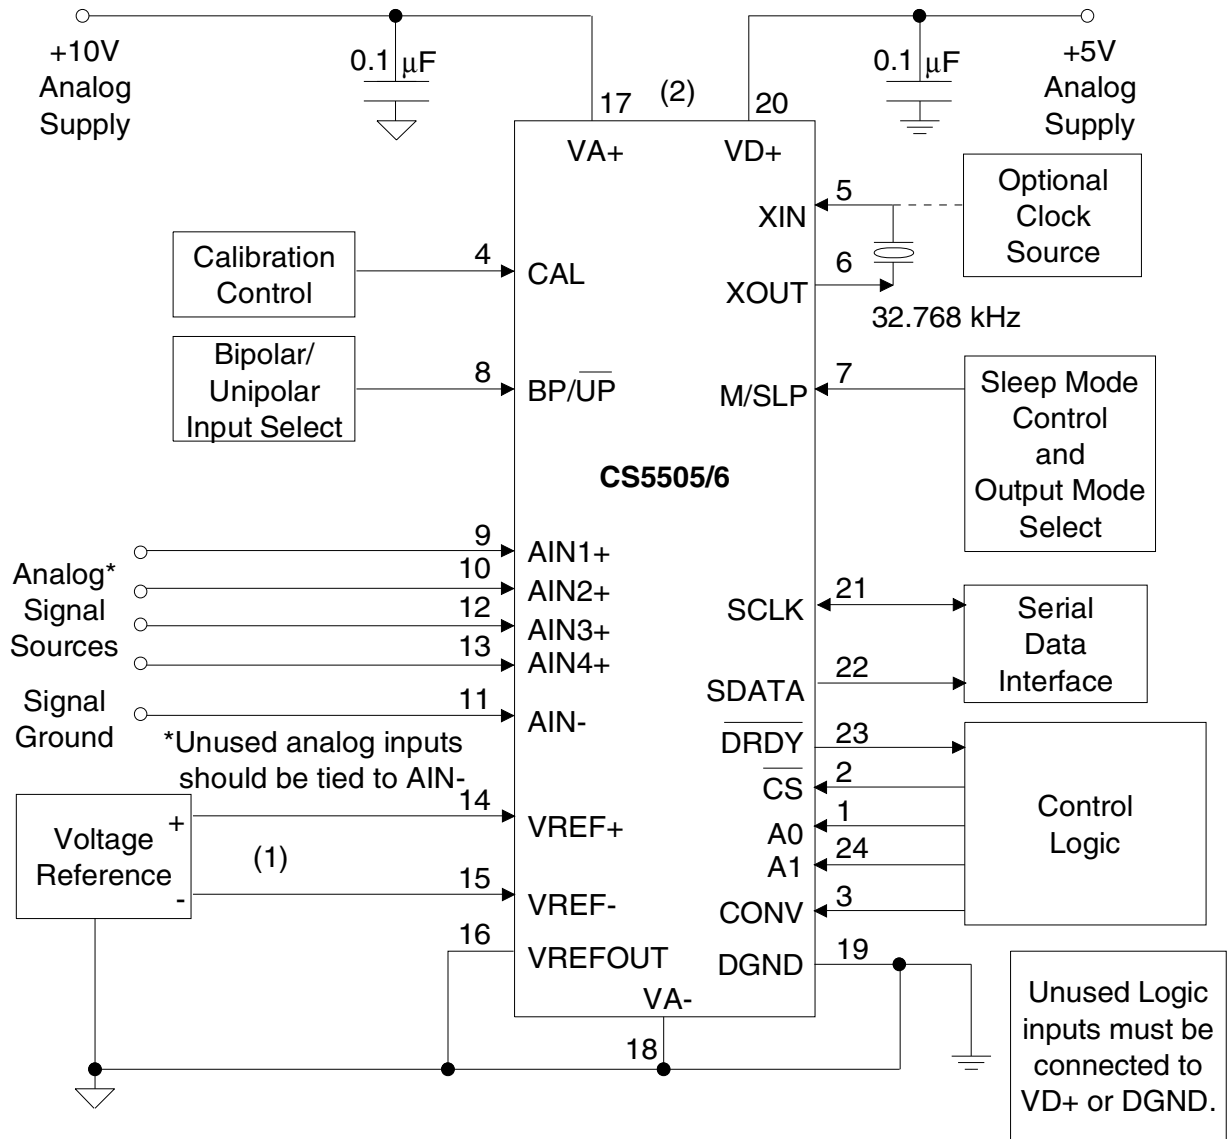 +10V
Analog
Supply
0.1 µF
17
(2)
20
0.1 µF
+5V
Analog
Supply
VA+
VD+
Optional
Clock
Source
5
XIN
6
XOUT
32.768 kHz
Calibration
Control
4
CAL
Bipolar/
Unipolar
Input Select
8
BP/U̅P̅
7
M/SLP
Sleep Mode
Control
and
Output Mode
Select
CS5505/6
Analog*
Signal
Sources
9
AIN1+
10
AIN2+
12
AIN3+
13
AIN4+
Signal
Ground
11
AIN-
*Unused analog inputs
should be tied to AIN-
21
SCLK
22
SDATA
Serial
Data
Interface
23
D̅R̅D̅Y̅
2
C̅S̅
1
A0
24
A1
3
CONV
Control
Logic
Voltage
Reference
+
-
(1)
14
VREF+
15
VREF-
16
VREFOUT
19
DGND
VA-
18
Unused Logic
inputs must be
connected to
VD+ or DGND.